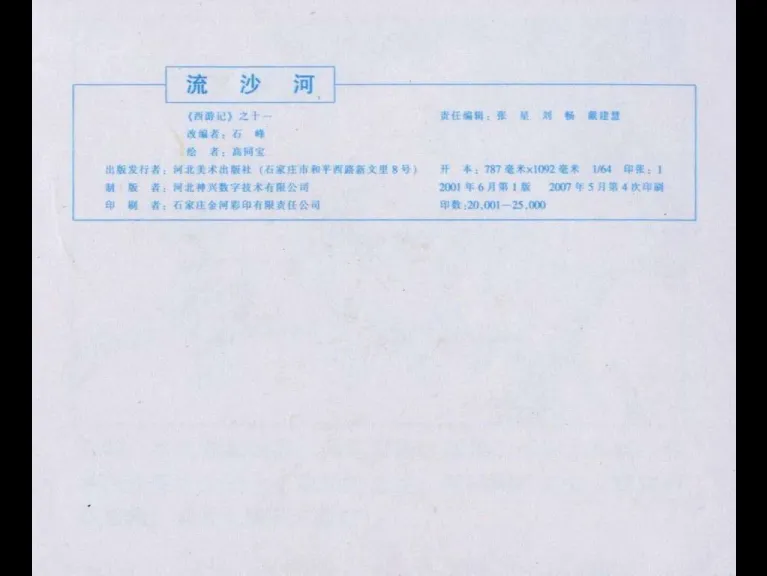 流 沙 河
《西游记》之十一
改编者：石 峰
绘 者：高同宝
责任编辑：张 星 刘 畅 戴建慧
出版发行者：河北美术出版社（石家庄市和平西路新文里8号）
制 版 者：河北神兴数字技术有限公司
印 刷 者：石家庄金河彩印有限责任公司
开 本：787毫米×1092毫米 1/64 印张：1
2001年6月第1版 2007年5月第4次印刷
印数:20,001—25,000